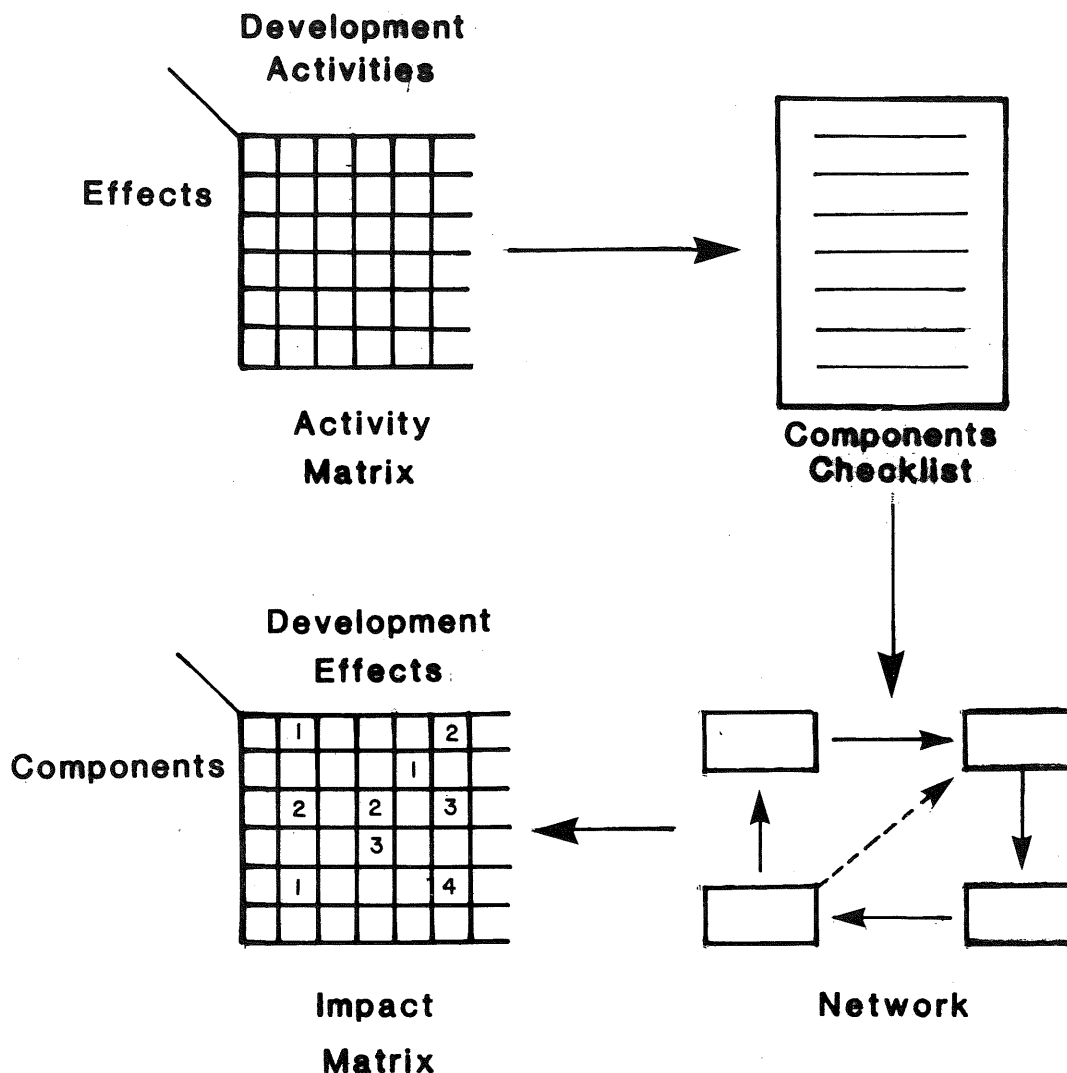 Development
Activities
Effects
Activity
Matrix
Components
Checklist
Development
Effects
Components
1 2
1
2 2 3
3
1 4
Impact
Matrix
Network